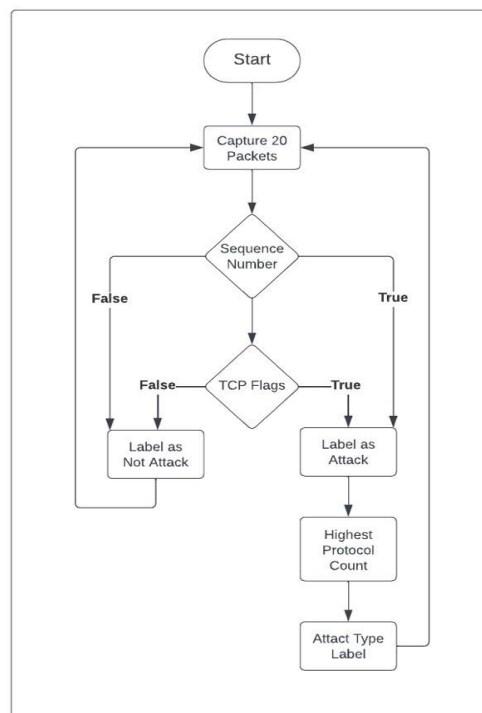 Start
Capture 20
Packets
Sequence
Number
False
True
False
TCP Flags
True
Label as
Not Attack
Label as
Attack
Highest
Protocol
Count
Attact Type
Label